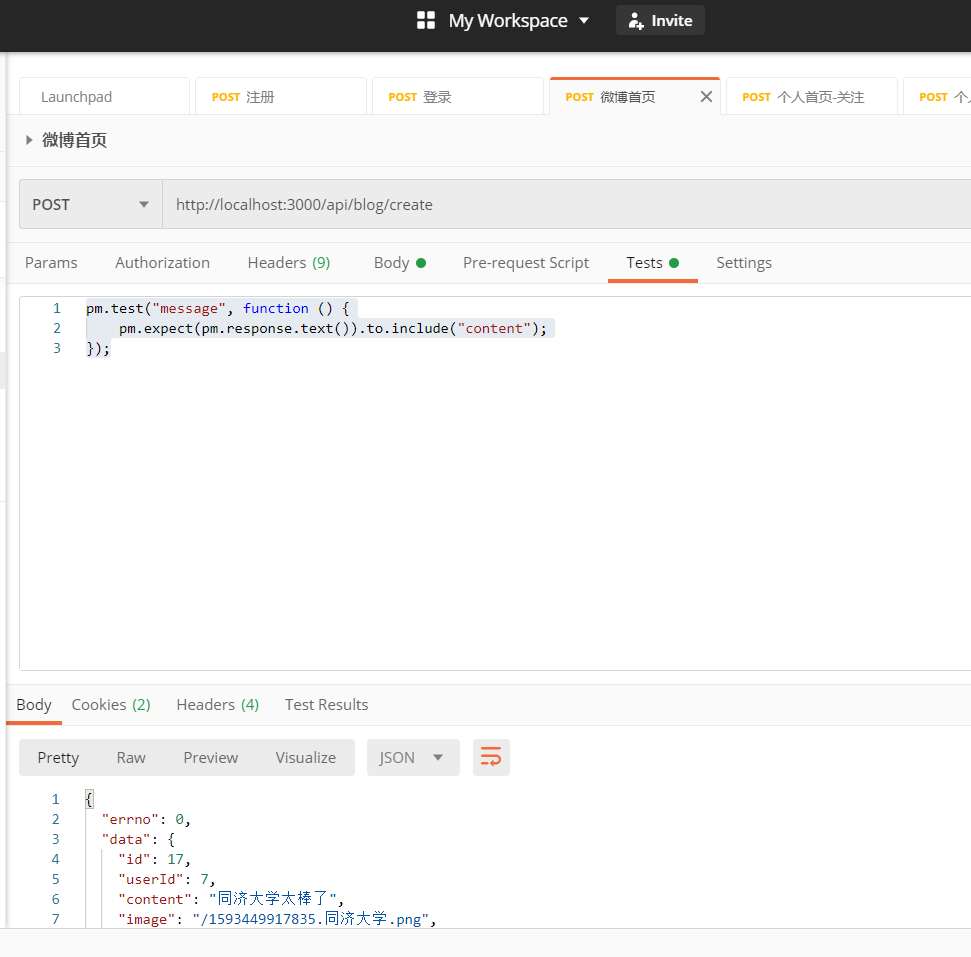 My Workspace Invite
Launchpad POST 注册 POST 登录 POST 微博首页 POST 个人首页-关注 POST 个
微博首页
POST http://localhost:3000/api/blog/create
Params Authorization Headers (9) Body Pre-request Script Tests Settings
1 pm.test("message", function () {
2 pm.expect(pm.response.text()).to.include("content");
3 });
Body Cookies (2) Headers (4) Test Results
Pretty Raw Preview Visualize JSON
1 {
2 "errno": 0,
3 "data": {
4 "id": 17,
5 "userId": 7,
6 "content": "同济大学太棒了",
7 "image": "/1593449917835.同济大学.png",